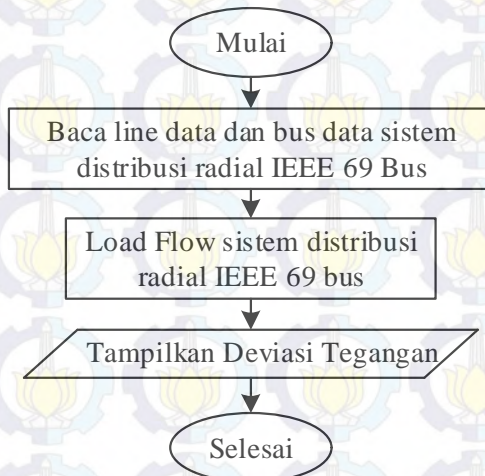 Mulai
Baca line data dan bus data sistem
distribusi radial IEEE 69 Bus
Load Flow sistem distribusi
radial IEEE 69 bus
Tampilkan Deviasi Tegangan
Selesai